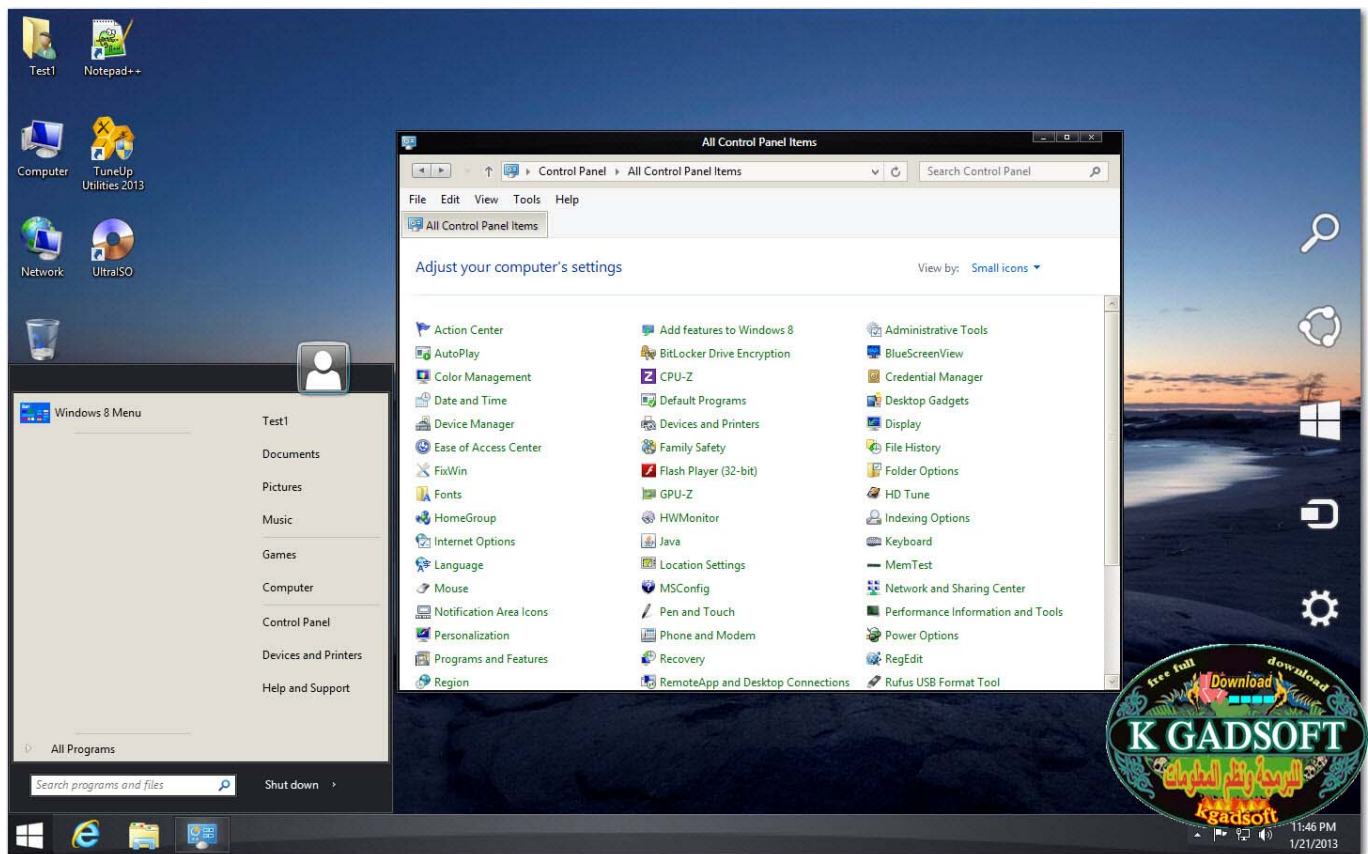 Test1
Notepad++
Computer
TuneUp
Utilities 2013
Network
UltraISO
All Control Panel Items
Control Panel
All Control Panel Items
Search Control Panel
File Edit View Tools Help
All Control Panel Items
Adjust your computer's settings
View by: Small icons
Action Center
Add features to Windows 8
Administrative Tools
AutoPlay
BitLocker Drive Encryption
BlueScreenView
Color Management
CPU-Z
Credential Manager
Date and Time
Default Programs
Desktop Gadgets
Device Manager
Devices and Printers
Display
Ease of Access Center
Family Safety
File History
FixWin
Flash Player (32-bit)
Folder Options
Fonts
GPU-Z
HD Tune
HomeGroup
HWMonitor
Indexing Options
Internet Options
Java
Keyboard
Language
Location Settings
MemTest
Mouse
MSConfig
Network and Sharing Center
Notification Area Icons
Pen and Touch
Performance Information and Tools
Personalization
Phone and Modem
Power Options
Programs and Features
Recovery
RegEdit
Region
RemoteApp and Desktop Connections
Rufus USB Format Tool
Windows 8 Menu
Test1
Documents
Pictures
Music
Games
Computer
Control Panel
Devices and Printers
Help and Support
All Programs
Search programs and files
Shut down
free full download
Download
K GADSOFT
للبرمجة ونظم المعلومات
kgadsoft
11:46 PM
1/21/2013